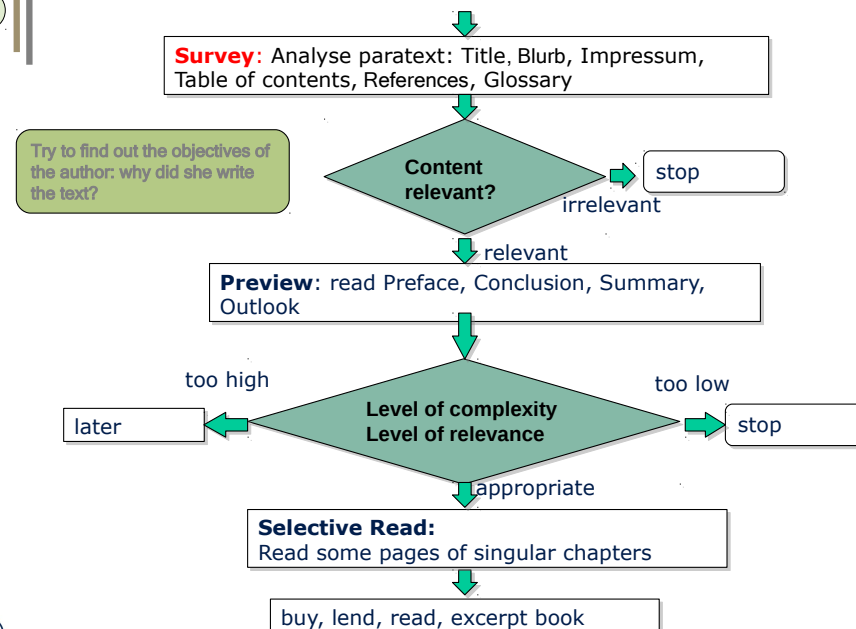 Survey: Analyse paratext: Title, Blurb, Impressum,
Table of contents, References, Glossary
Try to find out the objectives of
the author: why did she write
the text?
Content
relevant?
stop
irrelevant
relevant
Preview: read Preface, Conclusion, Summary,
Outlook
too high
too low
later
Level of complexity
Level of relevance
stop
appropriate
Selective Read:
Read some pages of singular chapters
buy, lend, read, excerpt book